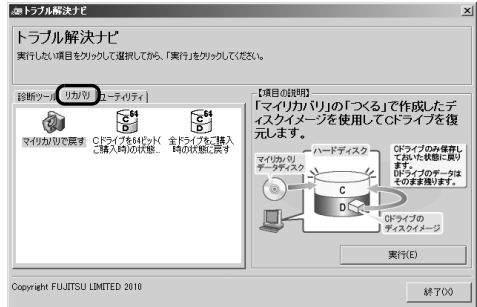 トラブル解決ナビ
トラブル解決ナビ
実行したい項目をクリックして選択してから、「実行」をクリックしてください。
診断ツール
リカバリ
ユーティリティ
マイリカバリで戻す
Cドライブを64ビット(
ご購入時)の状態...
全ドライブをご購入
時の状態に戻す
【項目の説明】
「マイリカバリ」の「つくる」で作成したデ
ィスクイメージを使用してCドライブを復
元します。
マイリカバリ
データディスク
ハードディスク
Cドライブのみ保存し
ておいた状態に戻り
ます。
Dドライブのデータは
そのまま残ります。
C
D
Cドライブの
ディスクイメージ
実行(E)
Copyright FUJITSU LIMITED 2010
終了(X)